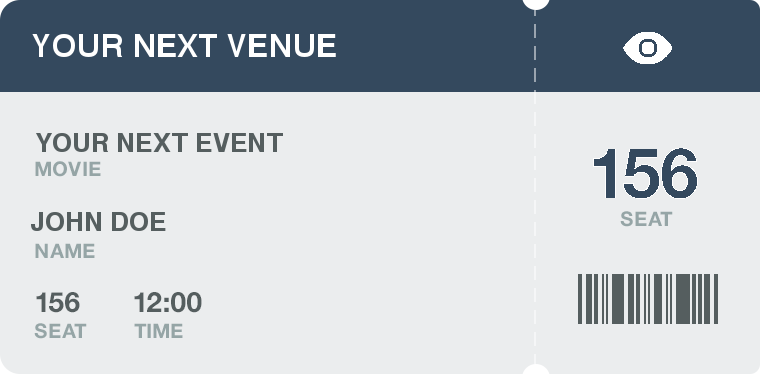 YOUR NEXT VENUE
YOUR NEXT EVENT
MOVIE
JOHN DOE
NAME
156 12:00
SEAT TIME
156
SEAT